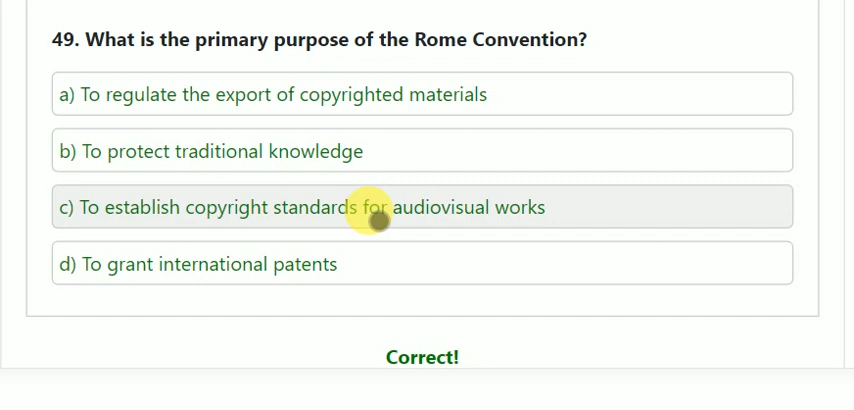 49. What is the primary purpose of the Rome Convention?
a) To regulate the export of copyrighted materials
b) To protect traditional knowledge
c) To establish copyright standards for audiovisual works
d) To grant international patents
Correct!